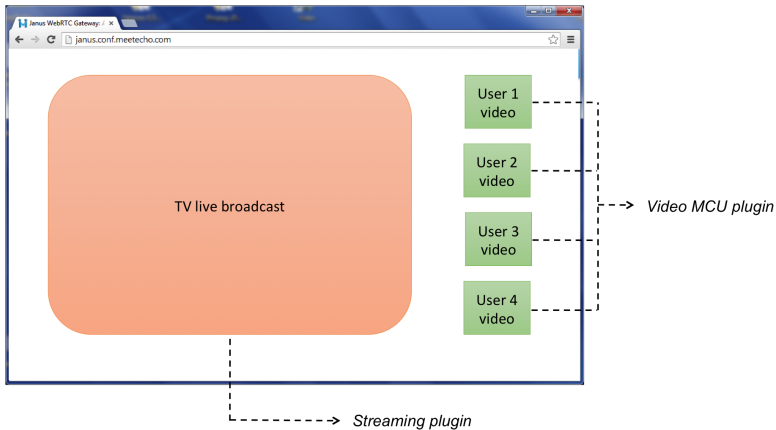 Janus WebRTC Gateway: A
janus.conf.meetecho.com
TV live broadcast
User 1
video
User 2
video
User 3
video
User 4
video
Video MCU plugin
Streaming plugin